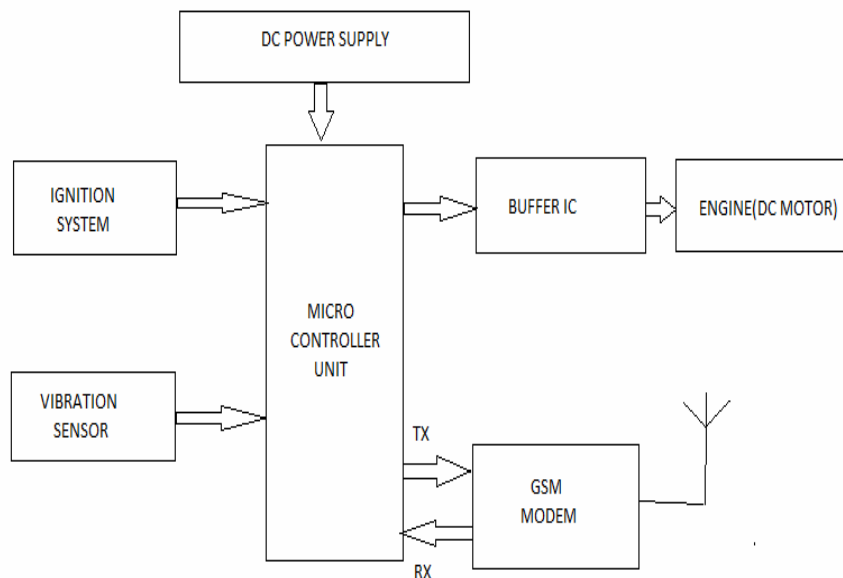 DC POWER SUPPLY
IGNITION
SYSTEM
BUFFER IC
ENGINE(DC MOTOR)
MICRO
CONTROLLER
UNIT
VIBRATION
SENSOR
TX
GSM
MODEM
RX